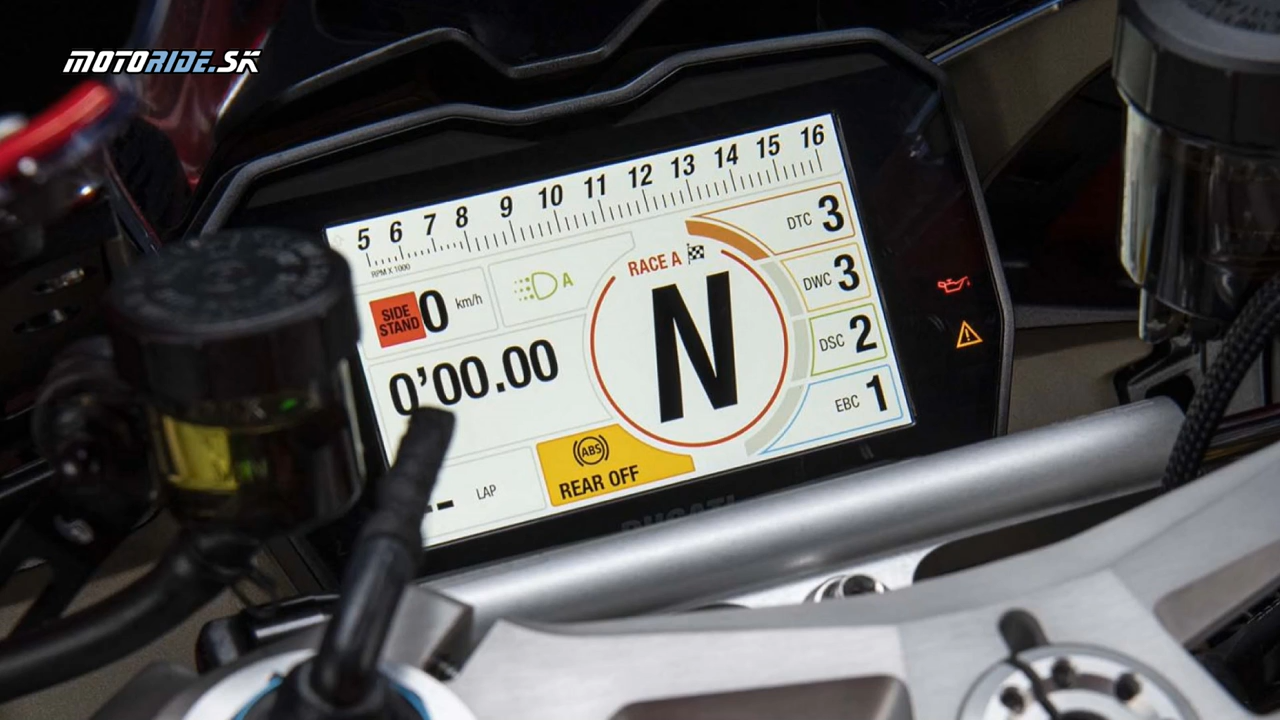 MOTORIDE.SK
5 6 7 8 9 10 11 12 13 14 15 16
RPM X 1000
SIDE
STAND
0 km/h
A
RACE A
N
DTC 3
DWC 3
DSC 2
EBC 1
0'00.00
LAP
ABS
REAR OFF
DUCATI